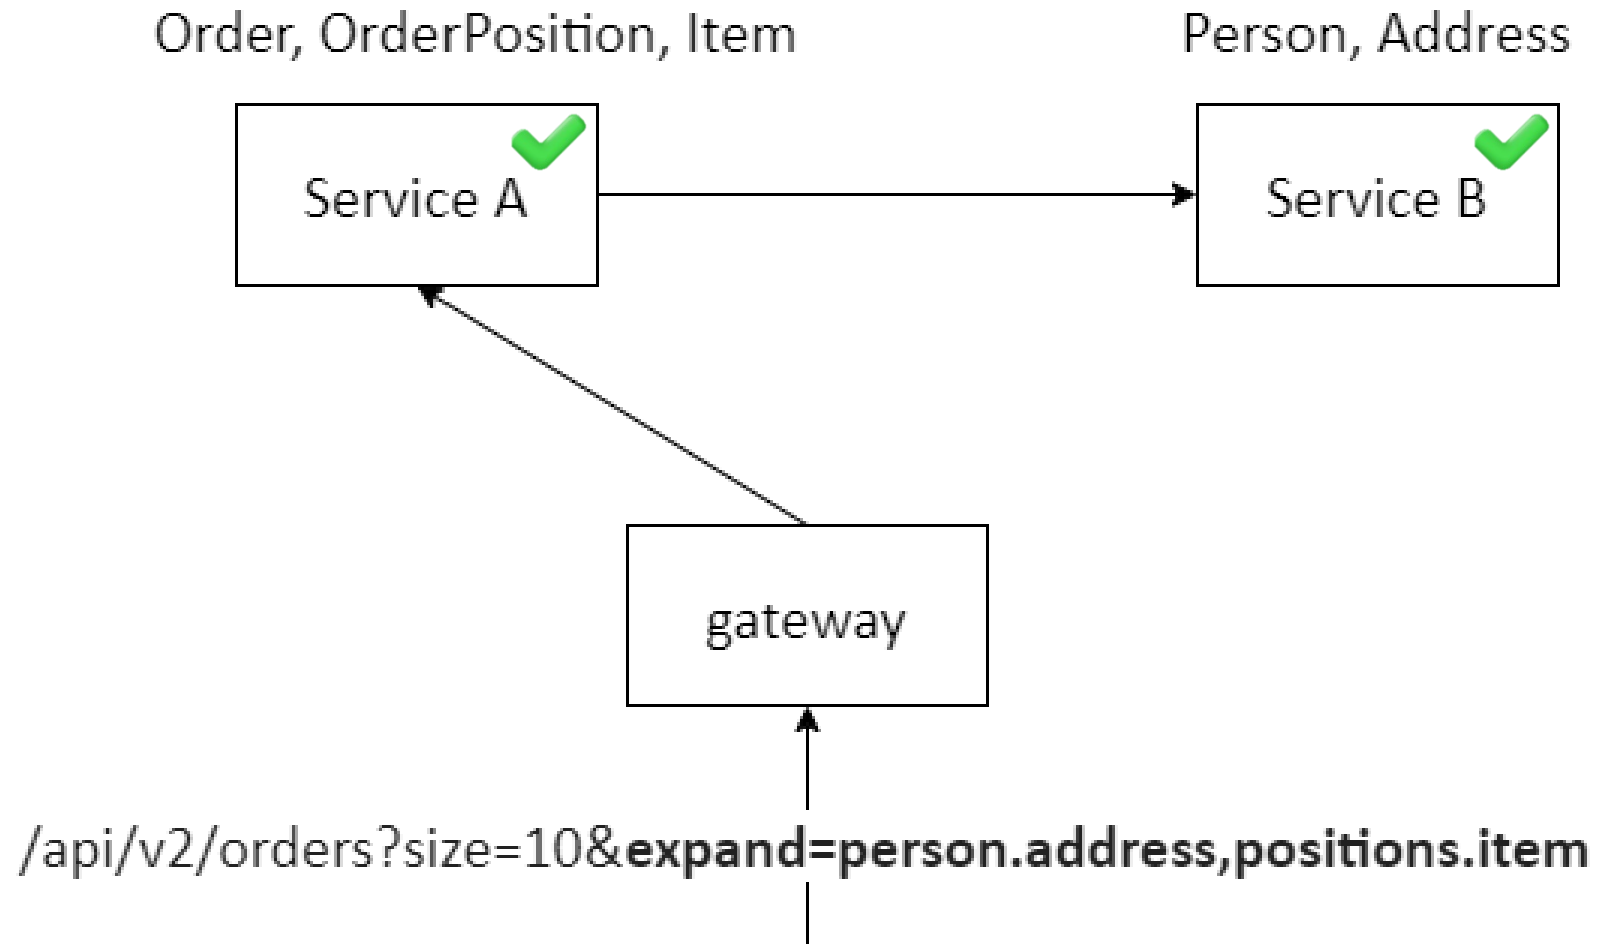 Order, OrderPosition, Item
Person, Address
Service A
Service B
gateway
/api/v2/orders?size=10&expand=person.address,positions.item